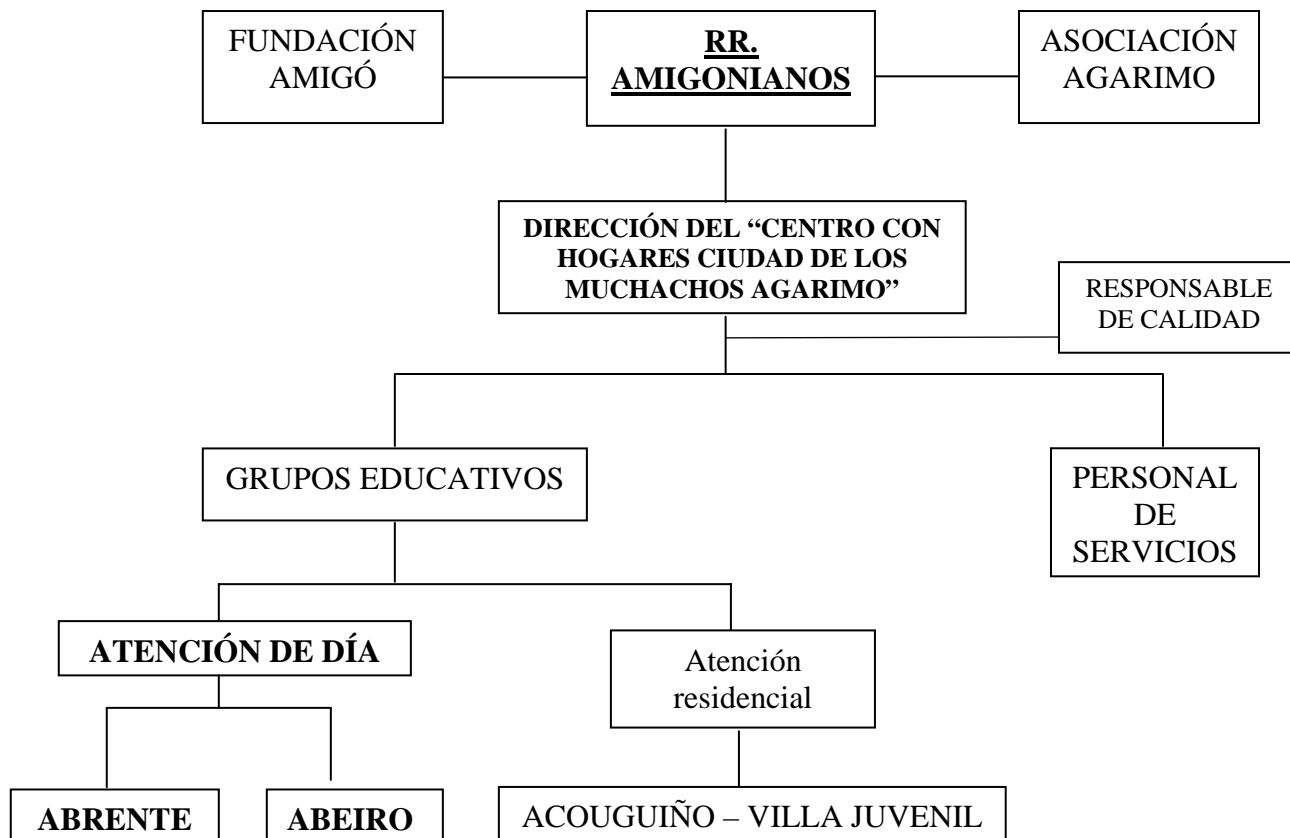 FUNDACIÓN
AMIGÓ
RR.
AMIGONIANOS
ASOCIACIÓN
AGARIMO
DIRECCIÓN DEL “CENTRO CON
HOGARES CIUDAD DE LOS
MUCHACHOS AGARIMO”
RESPONSABLE
DE CALIDAD
GRUPOS EDUCATIVOS
PERSONAL
DE
SERVICIOS
ATENCIÓN DE DÍA
Atención
residencial
ABRENTE
ABEIRO
ACOUGUIÑO – VILLA JUVENIL